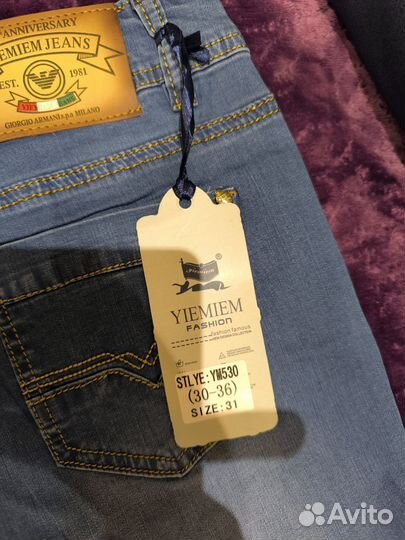 ANNIVERSARY
YIEMIEM JEANS
EST. 1981
GIORGIO ARMANI s.p.a MILANO
premium
®
YIEMIEM
FASHION
fashion famous
STLYE:YM530
(30-36)
SIZE:31
Avito